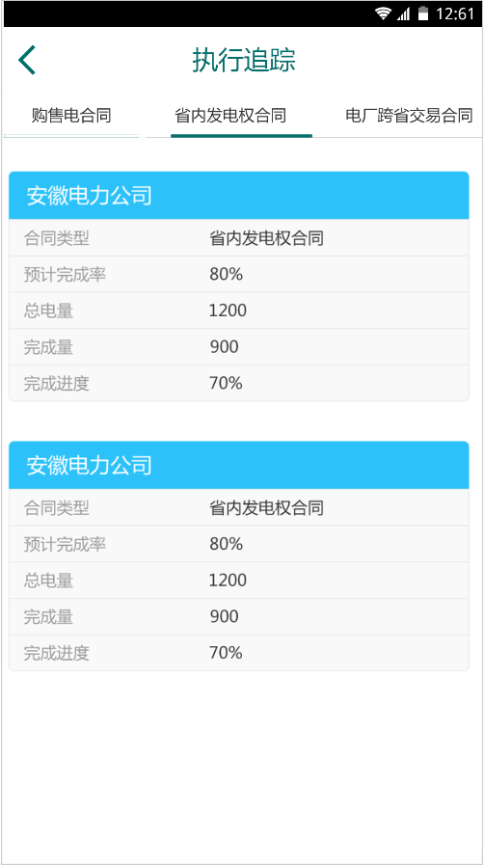 12:61
执行追踪
购售电合同 省内发电权合同 电厂跨省交易合同
安徽电力公司
合同类型 省内发电权合同
预计完成率 80%
总电量 1200
完成量 900
完成进度 70%
安徽电力公司
合同类型 省内发电权合同
预计完成率 80%
总电量 1200
完成量 900
完成进度 70%